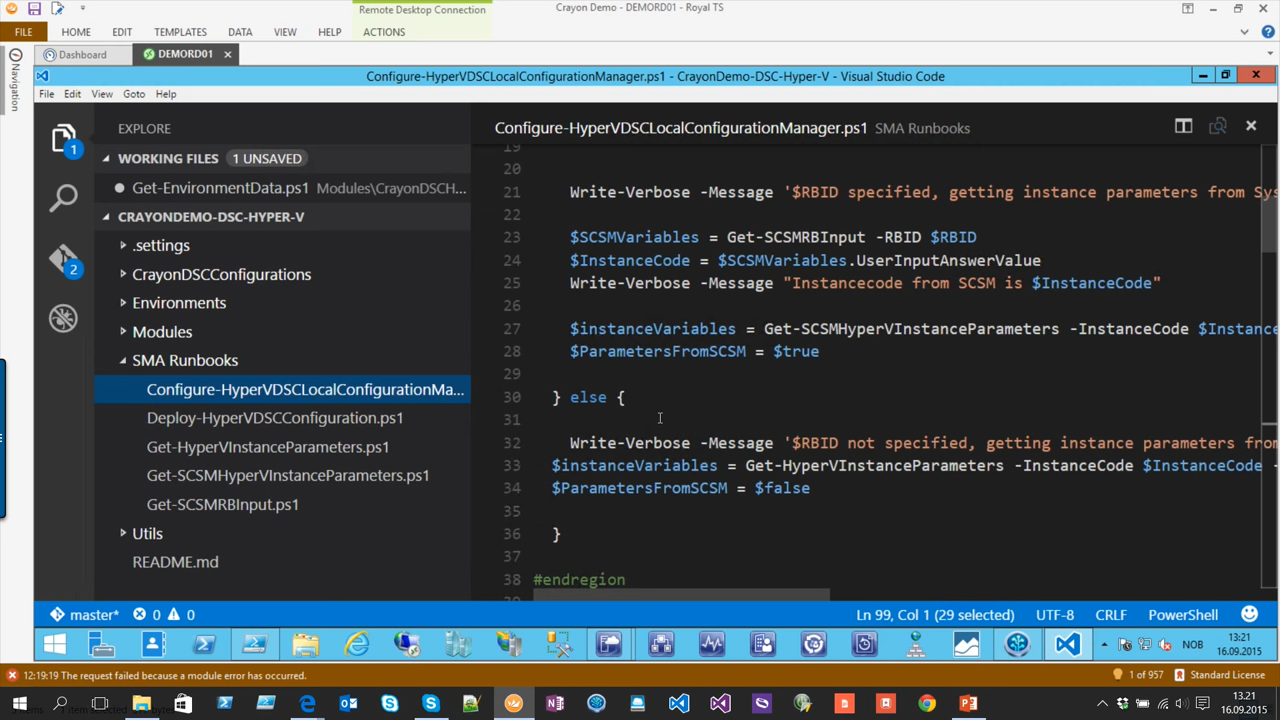 Remote Desktop Connection
Crayon Demo - DEMORD01 - Royal TS
FILE HOME EDIT TEMPLATES DATA VIEW HELP ACTIONS
Navigation
Dashboard
DEMORD01
Configure-HyperVDSCLocalConfigurationManager.ps1 - CrayonDemo-DSC-Hyper-V - Visual Studio Code
File Edit View Goto Help
EXPLORE
1
WORKING FILES 1 UNSAVED
Get-EnvironmentData.ps1 Modules\CrayonDSCH...
CRAYONDEMO-DSC-HYPER-V
.settings
2
CrayonDSCConfigurations
Environments
Modules
SMA Runbooks
Configure-HyperVDSCLocalConfigurationMa...
Deploy-HyperVDSCConfiguration.ps1
Get-HyperVInstanceParameters.ps1
Get-SCSMHyperVInstanceParameters.ps1
Get-SCSMRBInput.ps1
Utils
README.md
Configure-HyperVDSCLocalConfigurationManager.ps1 SMA Runbooks
19
20
21 Write-Verbose -Message '$RBID specified, getting instance parameters from Sys
22
23 $SCSMVariables = Get-SCSMRBInput -RBID $RBID
24 $InstanceCode = $SCSMVariables.UserInputAnswerValue
25 Write-Verbose -Message "Instancecode from SCSM is $InstanceCode"
26
27 $instanceVariables = Get-SCSMHyperVInstanceParameters -InstanceCode $Instanc
28 $ParametersFromSCSM = $true
29
30 } else {
31
32 Write-Verbose -Message '$RBID not specified, getting instance parameters fro
33 $instanceVariables = Get-HyperVInstanceParameters -InstanceCode $InstanceCode -
34 $ParametersFromSCSM = $false
35
36 }
37
38 #endregion
39
master* 0 0
Ln 99, Col 1 (29 selected) UTF-8 CRLF PowerShell
NOB
13:21
16.09.2015
12:19:19 The request failed because a module error has occurred.
1 of 957 Standard License
13.21
16.09.2015